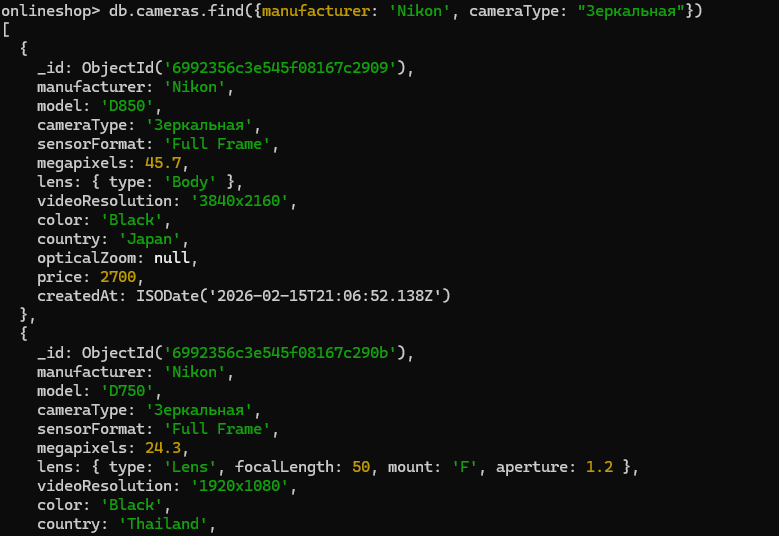 onlineshop> db.cameras.find({manufacturer: 'Nikon', cameraType: "Зеркальная"})
[
  {
    _id: ObjectId('6992356c3e545f08167c2909'),
    manufacturer: 'Nikon',
    model: 'D850',
    cameraType: 'Зеркальная',
    sensorFormat: 'Full Frame',
    megapixels: 45.7,
    lens: { type: 'Body' },
    videoResolution: '3840x2160',
    color: 'Black',
    country: 'Japan',
    opticalZoom: null,
    price: 2700,
    createdAt: ISODate('2026-02-15T21:06:52.138Z')
  },
  {
    _id: ObjectId('6992356c3e545f08167c290b'),
    manufacturer: 'Nikon',
    model: 'D750',
    cameraType: 'Зеркальная',
    sensorFormat: 'Full Frame',
    megapixels: 24.3,
    lens: { type: 'Lens', focalLength: 50, mount: 'F', aperture: 1.2 },
    videoResolution: '1920x1080',
    color: 'Black',
    country: 'Thailand',